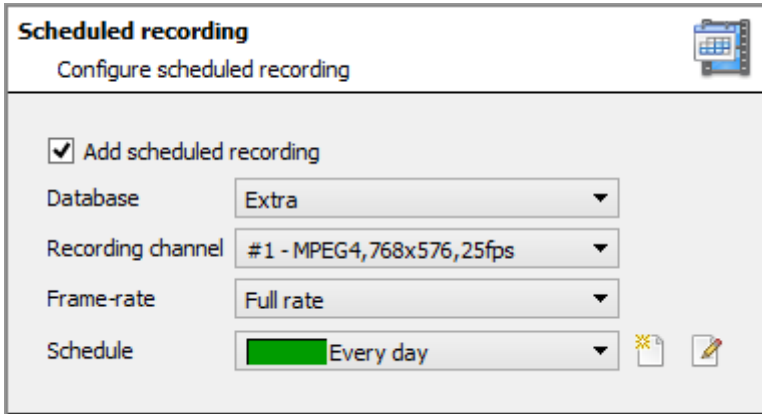 Scheduled recording
Configure scheduled recording
Add scheduled recording
Database Extra
Recording channel #1 - MPEG4,768x576,25fps
Frame-rate Full rate
Schedule Every day